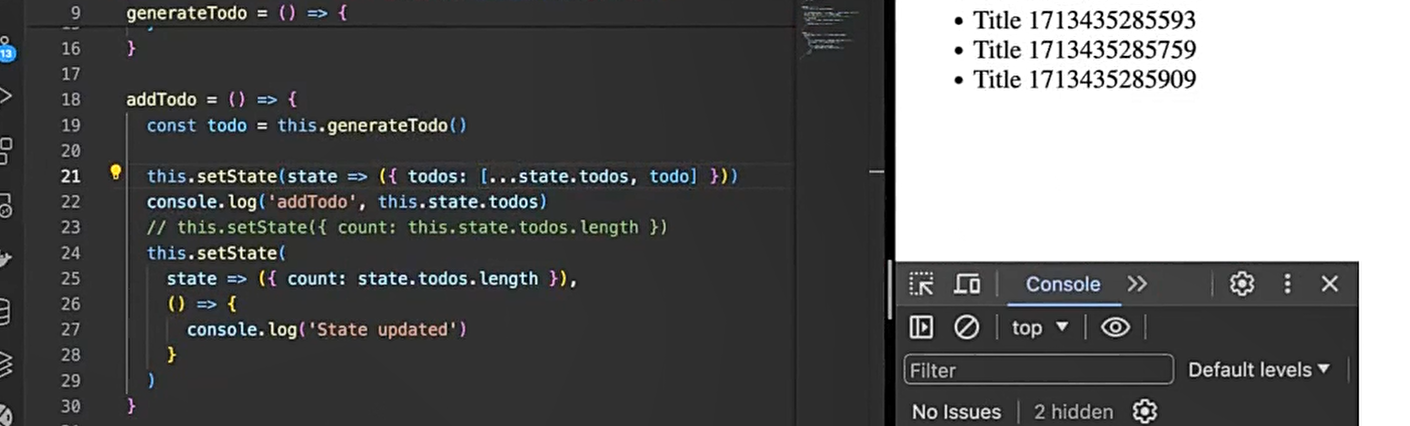 9 generateTodo = () => {
16 }
17
18 addTodo = () => {
19 const todo = this.generateTodo()
20
21 this.setState(state => ({ todos: [...state.todos, todo] }))
22 console.log('addTodo', this.state.todos)
23 // this.setState({ count: this.state.todos.length })
24 this.setState(
25 state => ({ count: state.todos.length }),
26 () => {
27 console.log('State updated')
28 }
29 )
30 }
13
• Title 1713435285593
• Title 1713435285759
• Title 1713435285909
Console
top
Filter
Default levels
No Issues
2 hidden